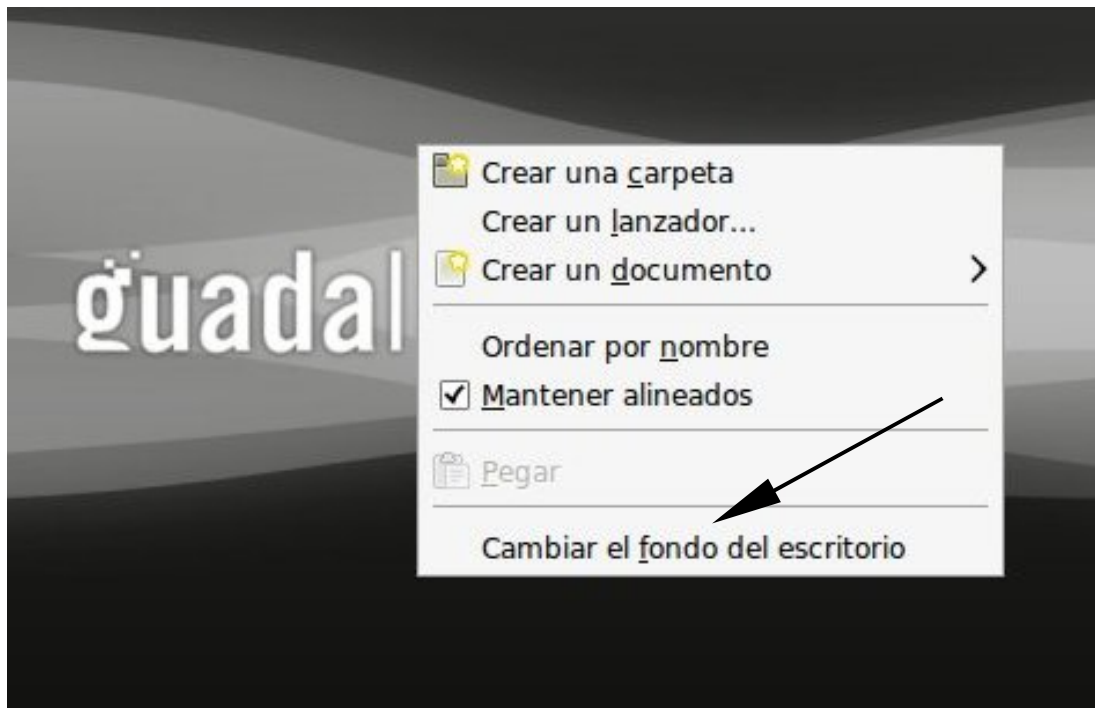 guadal
Crear una carpeta
Crear un lanzador...
Crear un documento
Ordenar por nombre
Mantener alineados
Pegar
Cambiar el fondo del escritorio